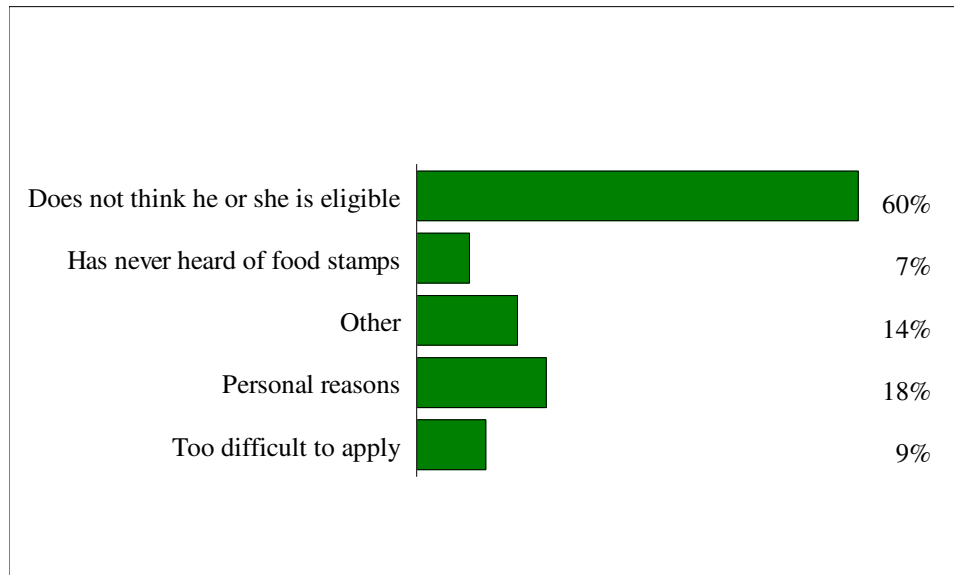 Does not think he or she is eligible 60%
Has never heard of food stamps 7%
Other 14%
Personal reasons 18%
Too difficult to apply 9%